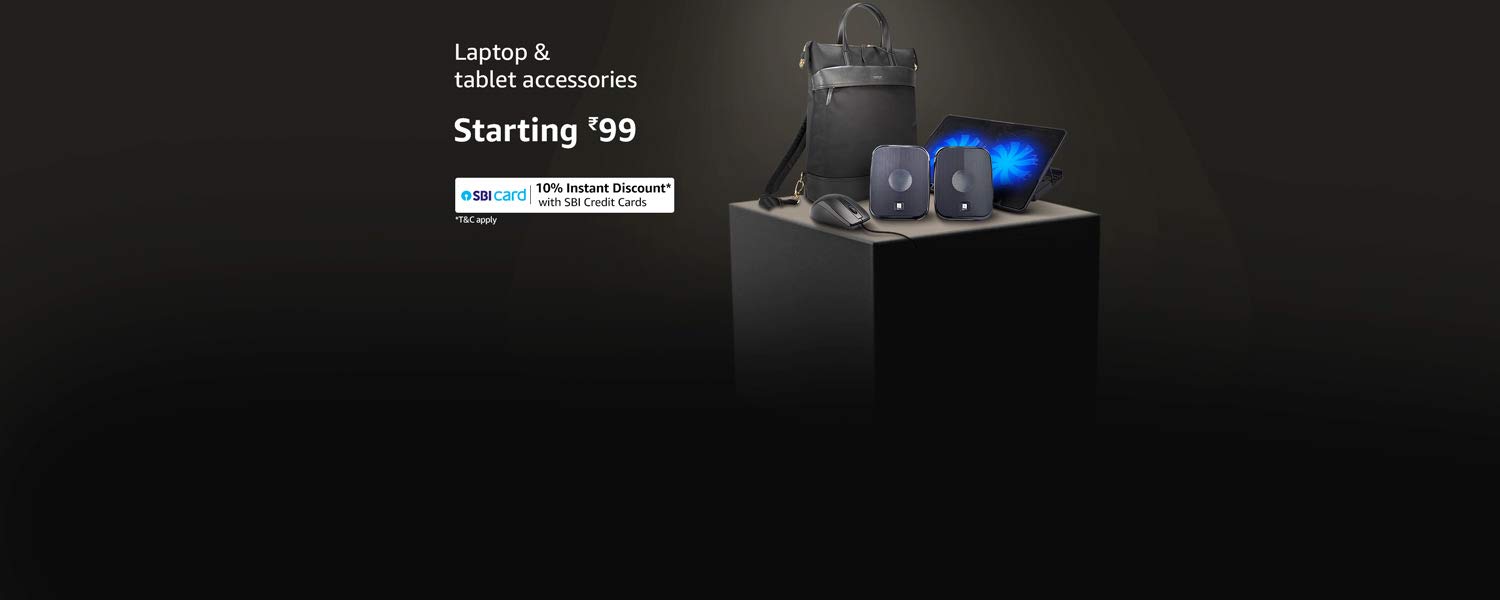 Laptop &
tablet accessories
Starting ₹99
SBI card
10% Instant Discount*
with SBI Credit Cards
*T&C apply